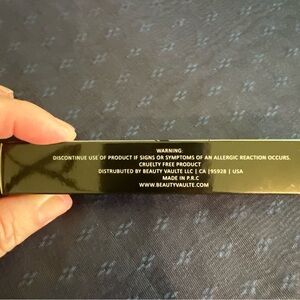 WARNING:
DISCONTINUE USE OF PRODUCT IF SIGNS OR SYMPTOMS OF AN ALLERGIC REACTION OCCURS.
CRUELTY FREE PRODUCT
DISTRUBUTED BY BEAUTY VAULTE LLC | CA |95928 | USA
MADE IN P.R.C
WWW.BEAUTYVAULTE.COM